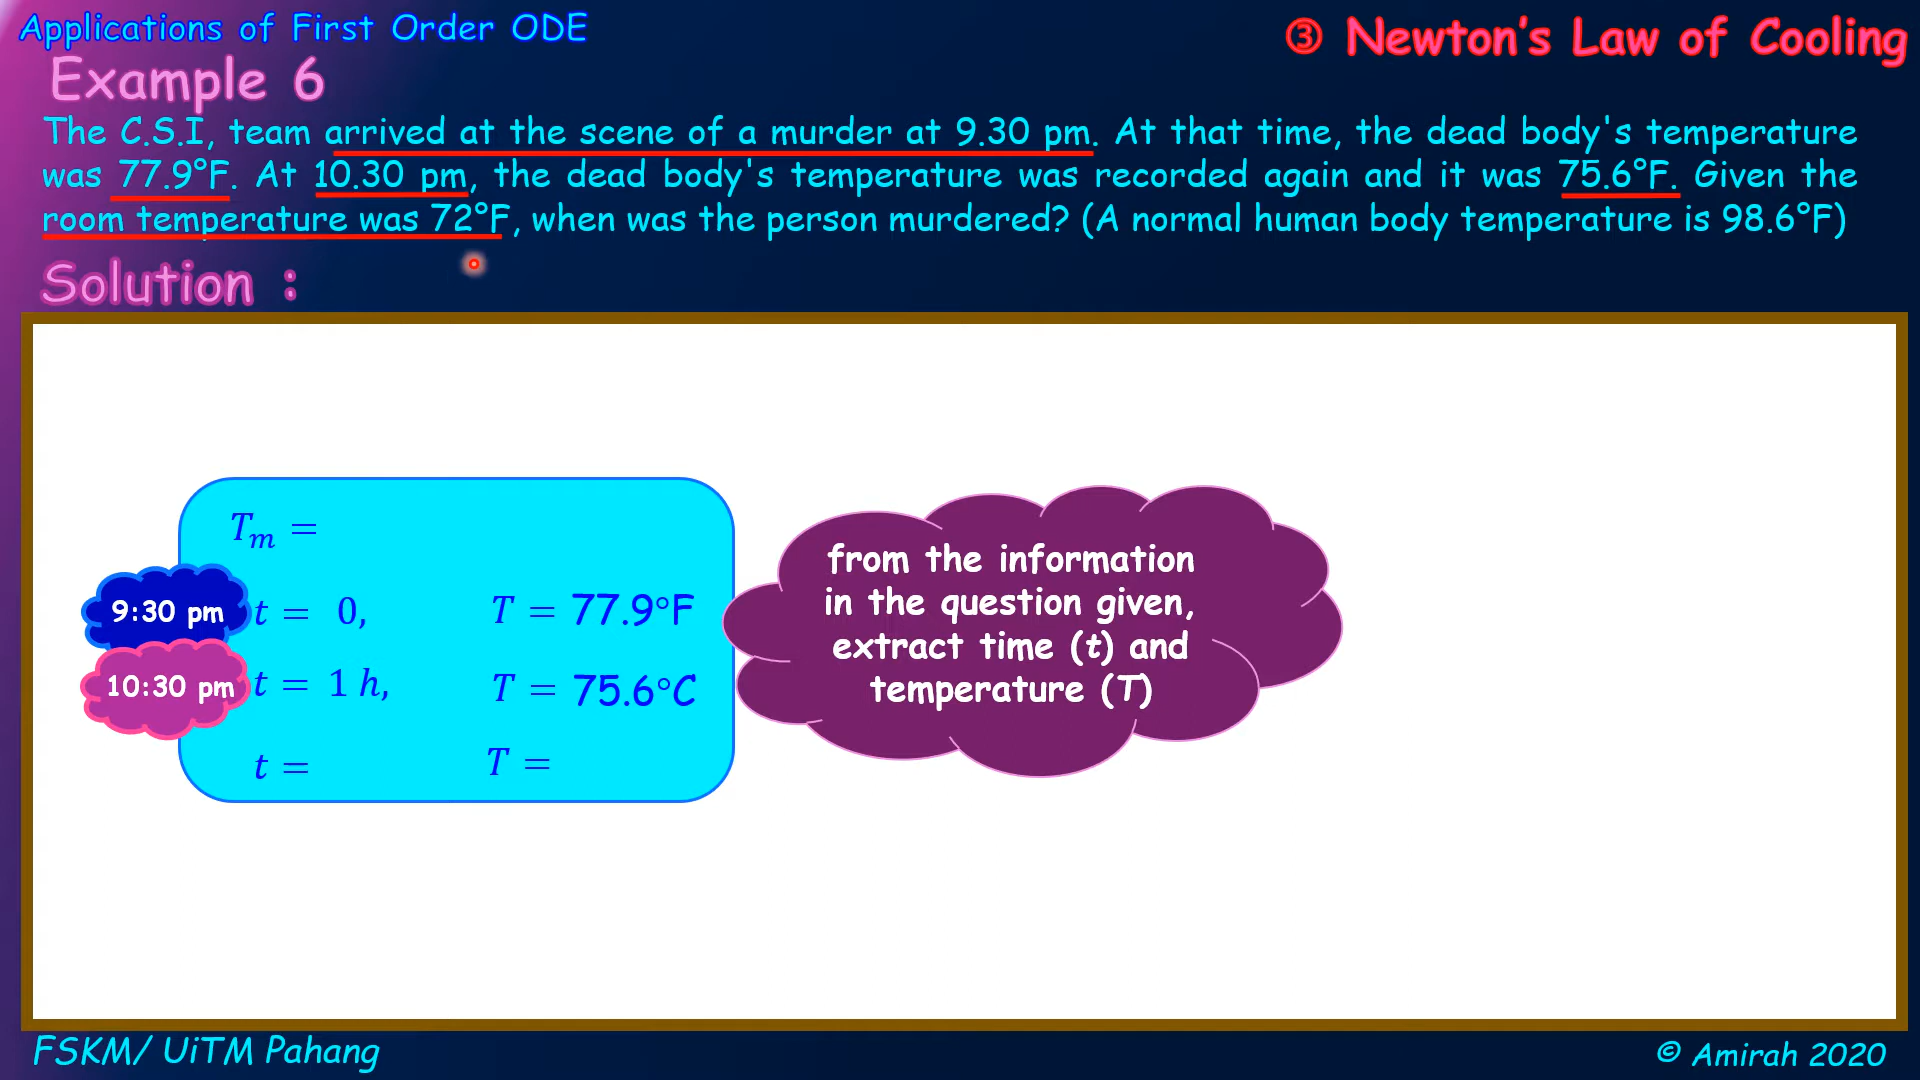 Applications of First Order ODE
③ Newton's Law of Cooling
Example 6
The C.S.I, team arrived at the scene of a murder at 9.30 pm. At that time, the dead body's temperature
was 77.9°F. At 10.30 pm, the dead body's temperature was recorded again and it was 75.6°F. Given the
room temperature was 72°F, when was the person murdered? (A normal human body temperature is 98.6°F)
Solution :
T_m =
9:30 pm
t = 0, T = 77.9°F
10:30 pm
t = 1 h, T = 75.6°C
t = T =
from the information
in the question given,
extract time (t) and
temperature (T)
FSKM/ UiTM Pahang
© Amirah 2020